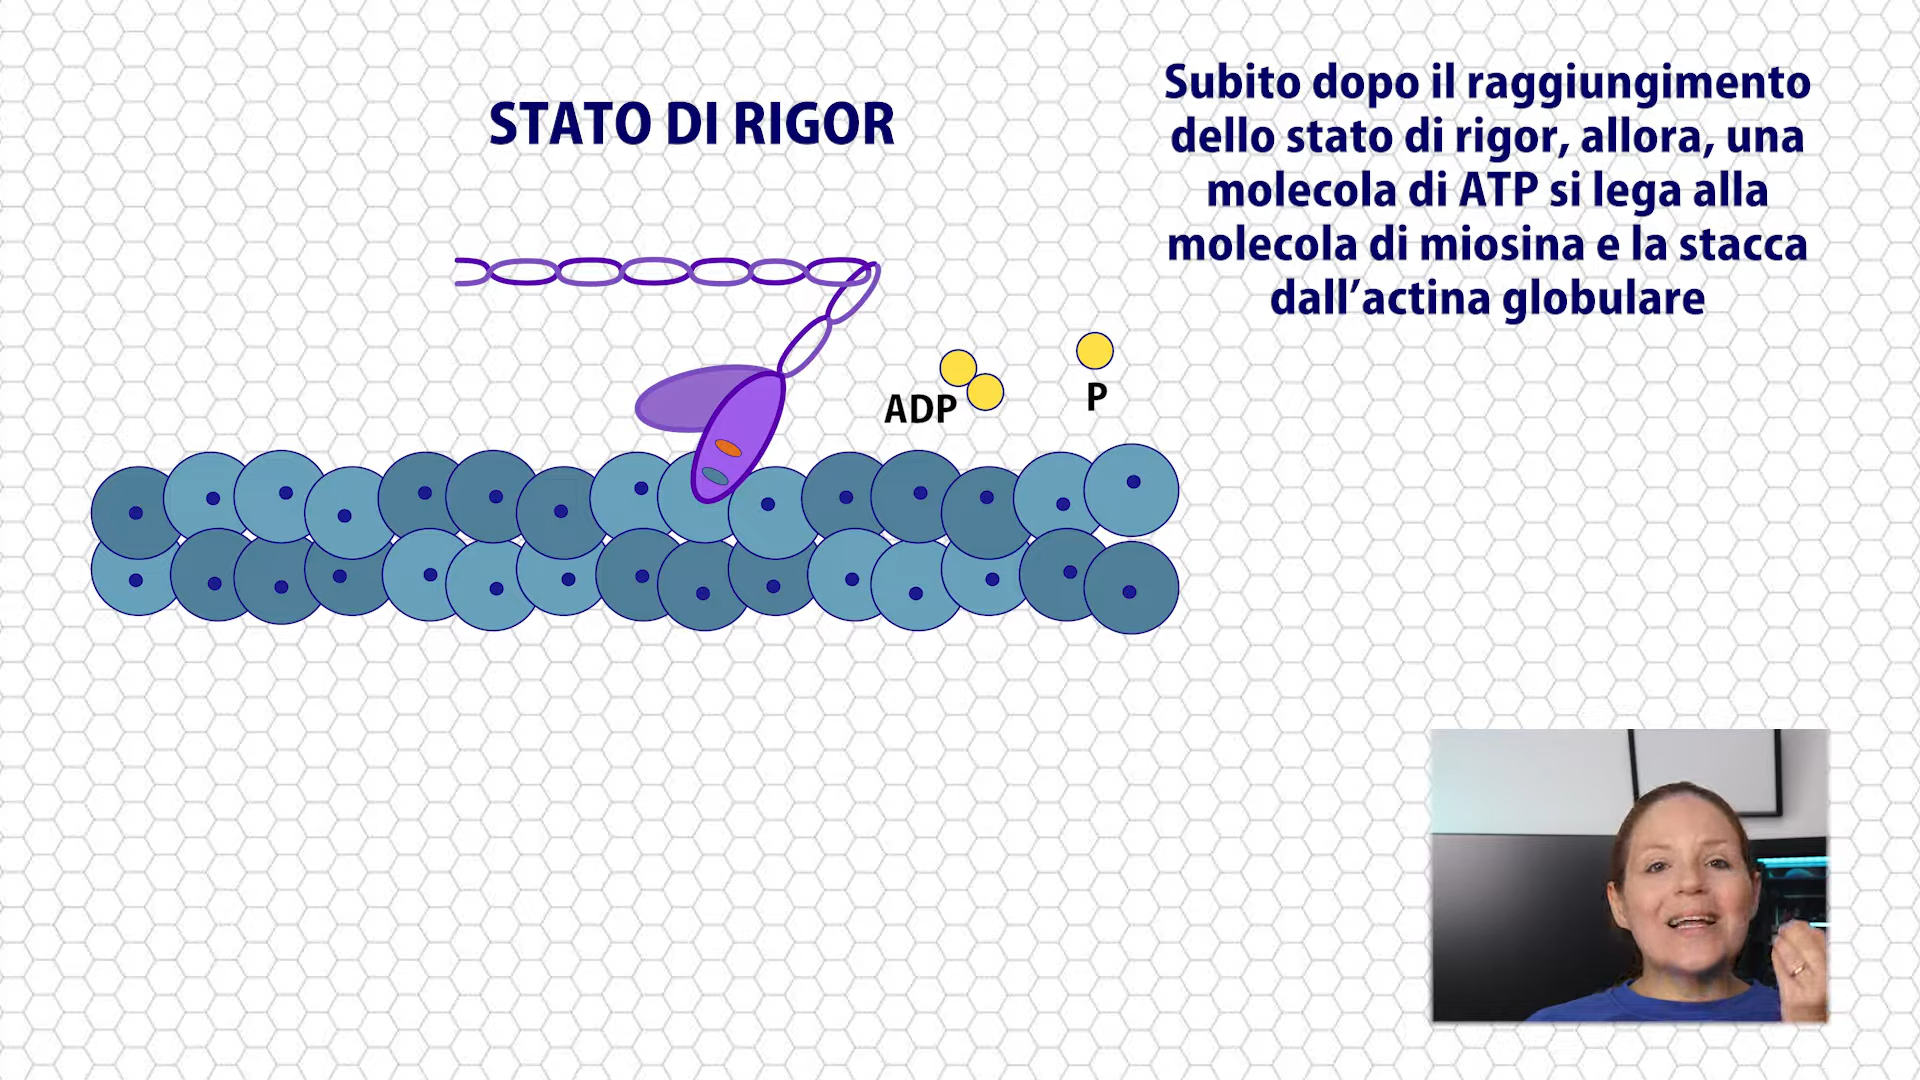 STATO DI RIGOR
Subito dopo il raggiungimento
dello stato di rigor, allora, una
molecola di ATP si lega alla
molecola di miosina e la stacca
dall’actina globulare
ADP
P